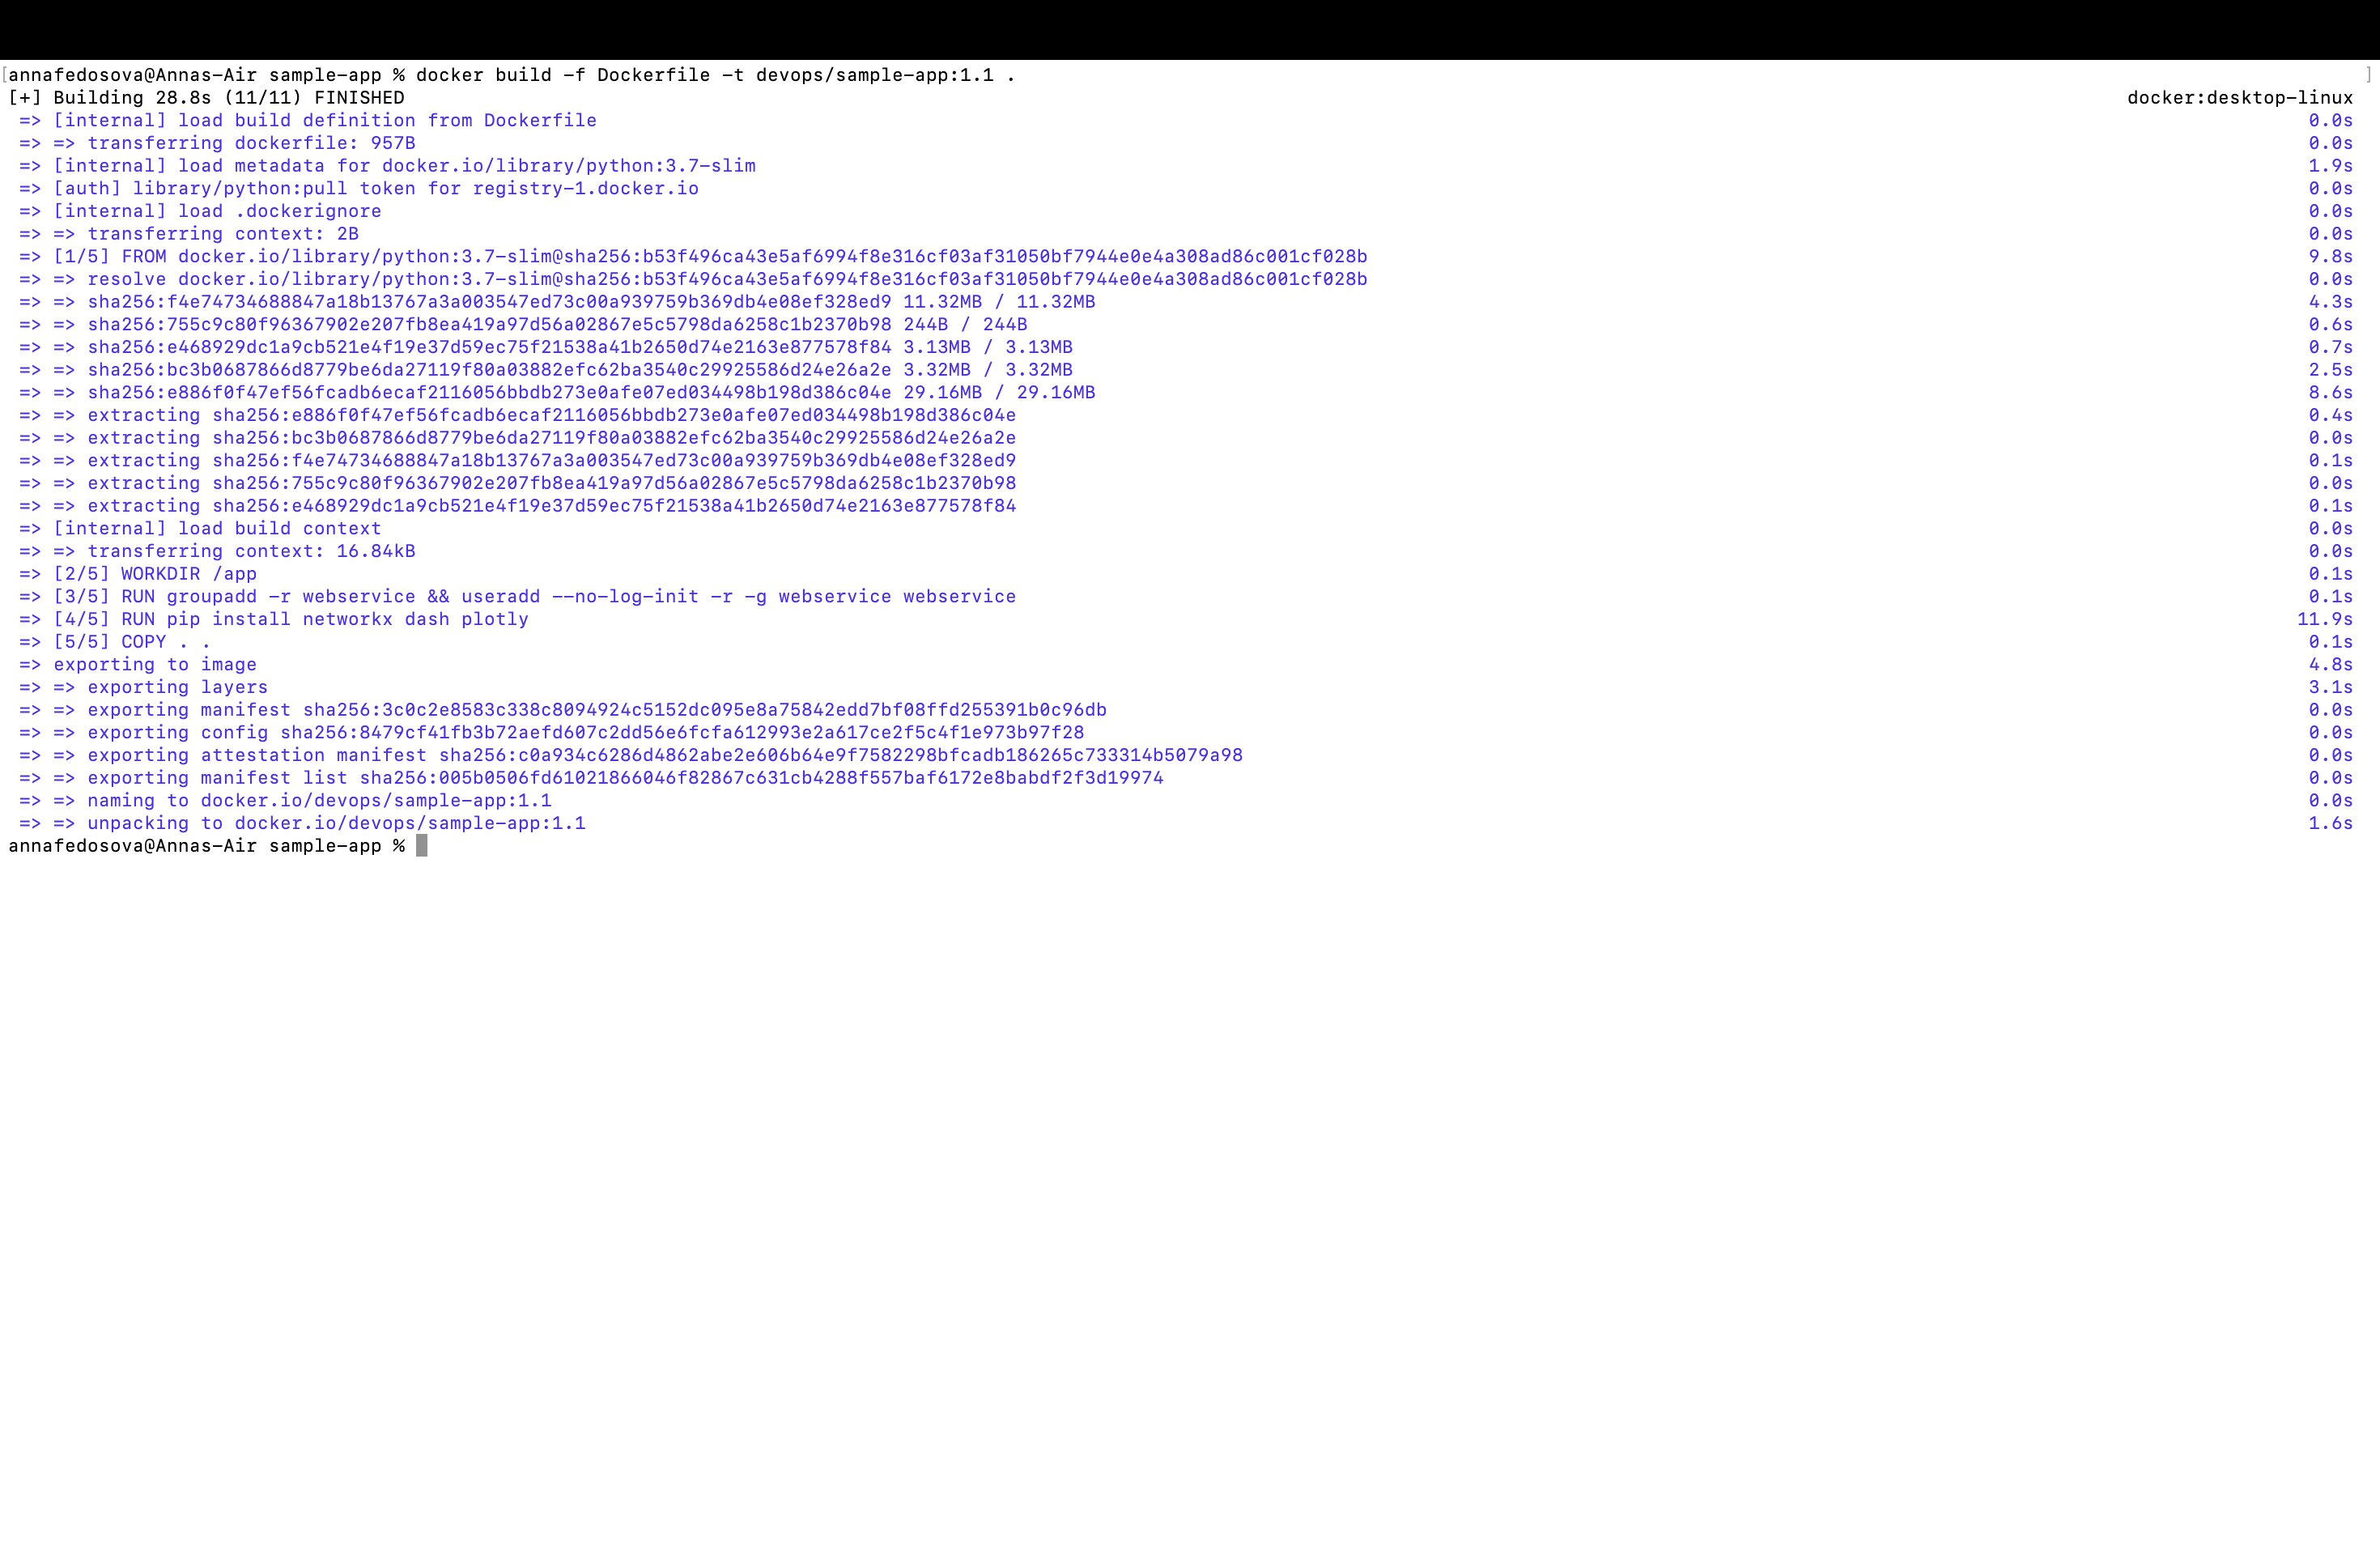 [annafedosova@Annas-Air sample-app % docker build -f Dockerfile -t devops/sample-app:1.1 . ]
[+] Building 28.8s (11/11) FINISHED docker:desktop-linux
=> [internal] load build definition from Dockerfile 0.0s
=> => transferring dockerfile: 957B 0.0s
=> [internal] load metadata for docker.io/library/python:3.7-slim 1.9s
=> [auth] library/python:pull token for registry-1.docker.io 0.0s
=> [internal] load .dockerignore 0.0s
=> => transferring context: 2B 0.0s
=> [1/5] FROM docker.io/library/python:3.7-slim@sha256:b53f496ca43e5af6994f8e316cf03af31050bf7944e0e4a308ad86c001cf028b 9.8s
=> => resolve docker.io/library/python:3.7-slim@sha256:b53f496ca43e5af6994f8e316cf03af31050bf7944e0e4a308ad86c001cf028b 0.0s
=> => sha256:f4e74734688847a18b13767a3a003547ed73c00a939759b369db4e08ef328ed9 11.32MB / 11.32MB 4.3s
=> => sha256:755c9c80f96367902e207fb8ea419a97d56a02867e5c5798da6258c1b2370b98 244B / 244B 0.6s
=> => sha256:e468929dc1a9cb521e4f19e37d59ec75f21538a41b2650d74e2163e877578f84 3.13MB / 3.13MB 0.7s
=> => sha256:bc3b0687866d8779be6da27119f80a03882efc62ba3540c29925586d24e26a2e 3.32MB / 3.32MB 2.5s
=> => sha256:e886f0f47ef56fcadb6ecaf2116056bbdb273e0afe07ed034498b198d386c04e 29.16MB / 29.16MB 8.6s
=> => extracting sha256:e886f0f47ef56fcadb6ecaf2116056bbdb273e0afe07ed034498b198d386c04e 0.4s
=> => extracting sha256:bc3b0687866d8779be6da27119f80a03882efc62ba3540c29925586d24e26a2e 0.0s
=> => extracting sha256:f4e74734688847a18b13767a3a003547ed73c00a939759b369db4e08ef328ed9 0.1s
=> => extracting sha256:755c9c80f96367902e207fb8ea419a97d56a02867e5c5798da6258c1b2370b98 0.0s
=> => extracting sha256:e468929dc1a9cb521e4f19e37d59ec75f21538a41b2650d74e2163e877578f84 0.1s
=> [internal] load build context 0.0s
=> => transferring context: 16.84kB 0.0s
=> [2/5] WORKDIR /app 0.1s
=> [3/5] RUN groupadd -r webservice && useradd --no-log-init -r -g webservice webservice 0.1s
=> [4/5] RUN pip install networkx dash plotly 11.9s
=> [5/5] COPY . . 0.1s
=> exporting to image 4.8s
=> => exporting layers 3.1s
=> => exporting manifest sha256:3c0c2e8583c338c8094924c5152dc095e8a75842edd7bf08ffd255391b0c96db 0.0s
=> => exporting config sha256:8479cf41fb3b72aefd607c2dd56e6fcfa612993e2a617ce2f5c4f1e973b97f28 0.0s
=> => exporting attestation manifest sha256:c0a934c6286d4862abe2e606b64e9f7582298bfcadb186265c733314b5079a98 0.0s
=> => exporting manifest list sha256:005b0506fd61021866046f82867c631cb4288f557baf6172e8babdf2f3d19974 0.0s
=> => naming to docker.io/devops/sample-app:1.1 0.0s
=> => unpacking to docker.io/devops/sample-app:1.1 1.6s
annafedosova@Annas-Air sample-app %